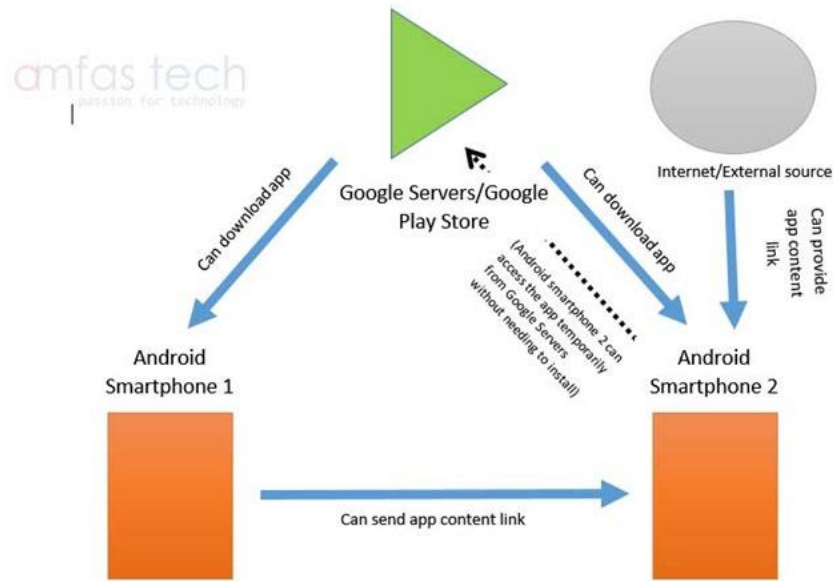 amfas tech
passion for technology
Google Servers/Google
Play Store
Internet/External source
Can download app
Can download app
Can provide
app content
link
(Android smartphone 2 can
access the app temporarily
from Google Servers
without needing to install)
Android
Smartphone 1
Android
Smartphone 2
Can send app content link